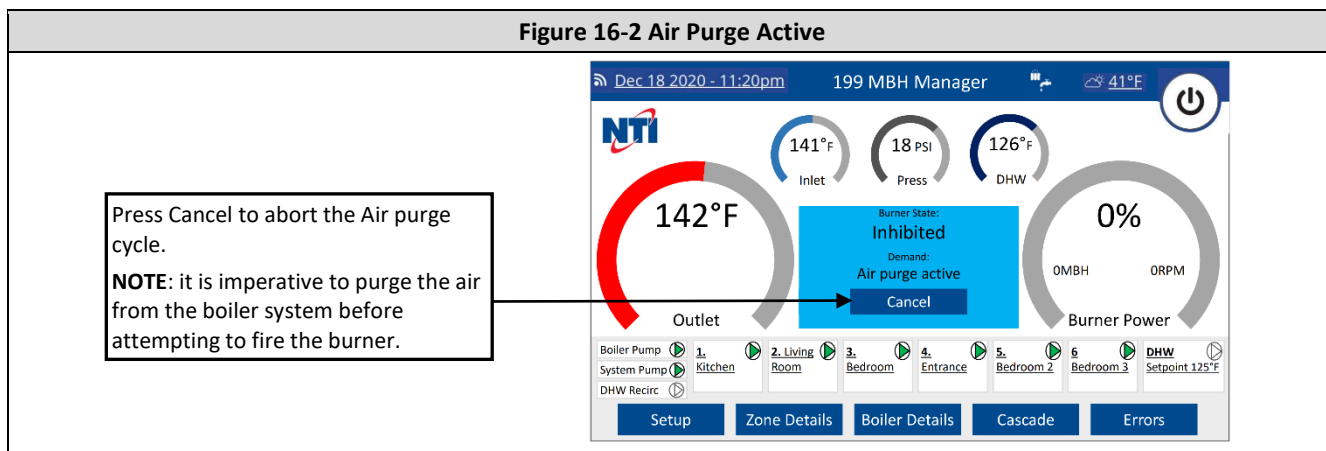 Figure 16-2 Air Purge Active
Dec 18 2020 - 11:20pm
199 MBH Manager
41°F
NTI
141°F
Inlet
18 PSI
Press
126°F
DHW
142°F
Outlet
Burner State:
Inhibited
Demand:
Air purge active
Cancel
0%
0MBH
0RPM
Burner Power
Press Cancel to abort the Air purge
cycle.
NOTE: it is imperative to purge the air
from the boiler system before
attempting to fire the burner.
Boiler Pump
System Pump
DHW Recirc
1.
Kitchen
2. Living
Room
3.
Bedroom
4.
Entrance
5.
Bedroom 2
6
Bedroom 3
DHW
Setpoint 125°F
Setup
Zone Details
Boiler Details
Cascade
Errors